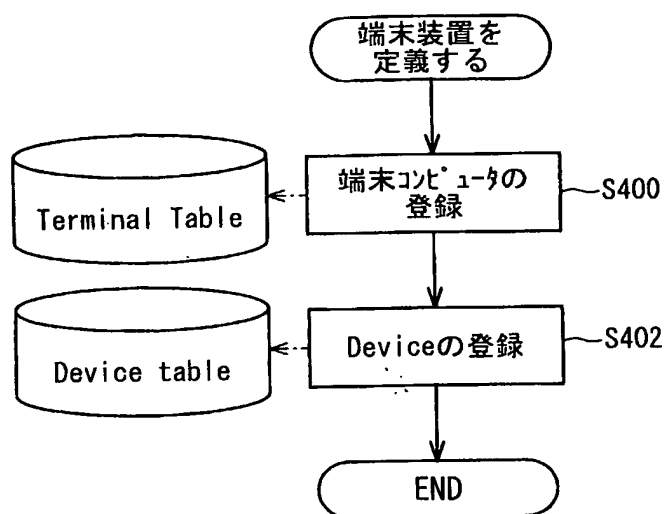 端末装置を
定義する
端末ｺﾝﾋﾟｭｰﾀの
登録
S400
Terminal Table
Deviceの登録
S402
Device table
END